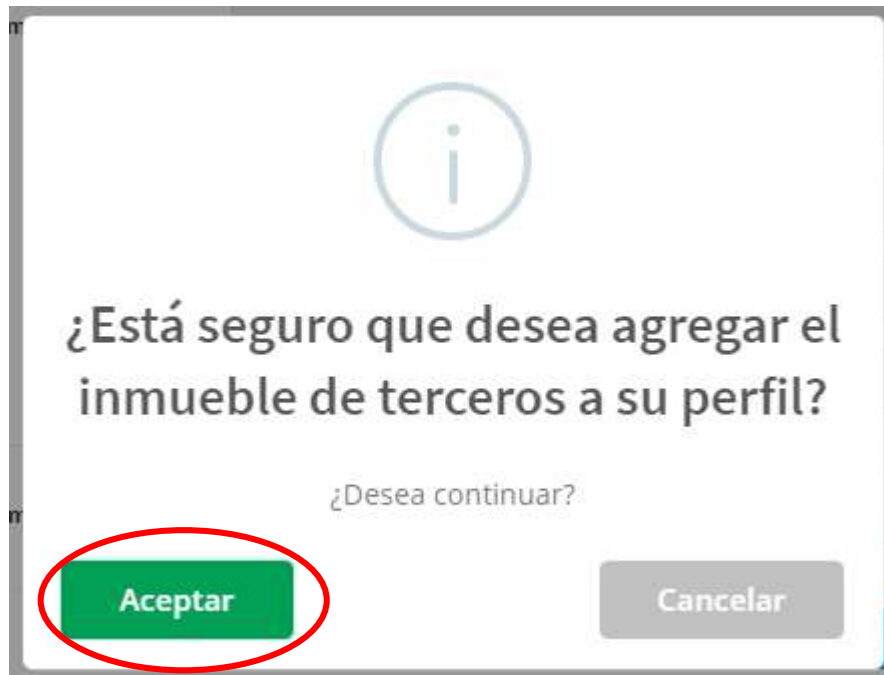 ¿Está seguro que desea agregar el
inmueble de terceros a su perfil?
¿Desea continuar?
Aceptar
Cancelar